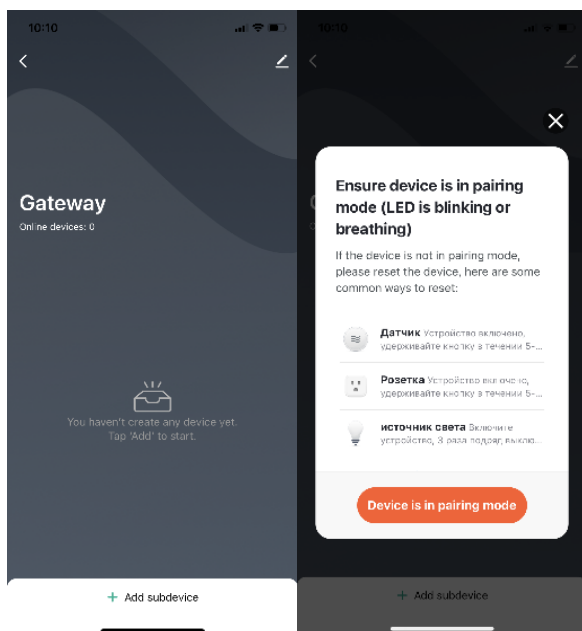 10:10
Gateway
Online devices: 0
You haven't create any device yet.
Tap 'Add' to start.
+ Add subdevice
10:10
Ensure device is in pairing
mode (LED is blinking or
breathing)
If the device is not in pairing mode,
please reset the device, here are some
common ways to reset:
Датчик Устройство включено,
удерживайте кнопку в течении 5-...
Розетка Устройство включено,
удерживайте кнопку в течении 5-...
источник света Включите
устройство, 3 раза подряд выклю...
Device is in pairing mode
+ Add subdevice